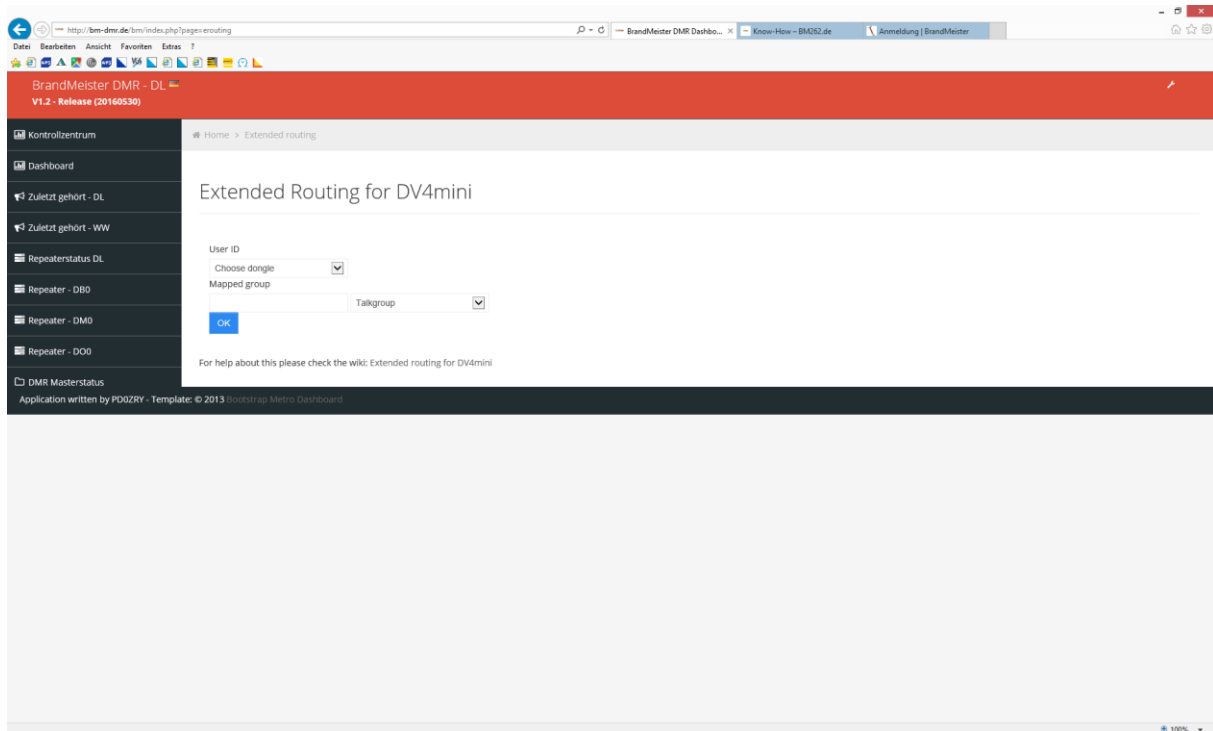 http://bm-dmr.de/bm/index.php?page=erouting
BrandMeister DMR Dashbo...
Know-How – BM262.de
Anmeldung | BrandMeister
Datei Bearbeiten Ansicht Favoriten Extras ?
BrandMeister DMR - DL
V1.2 - Release (20160530)
Kontrollzentrum
Home > Extended routing
Dashboard
Zuletzt gehört - DL
Zuletzt gehört - WW
Repeaterstatus DL
Repeater - DB0
Repeater - DM0
Repeater - DO0
DMR Masterstatus
Extended Routing for DV4mini
User ID
Choose dongle
Mapped group
Talkgroup
OK
For help about this please check the wiki: Extended routing for DV4mini
Application written by PD0ZRY - Template: © 2013 Bootstrap Metro Dashboard
100%